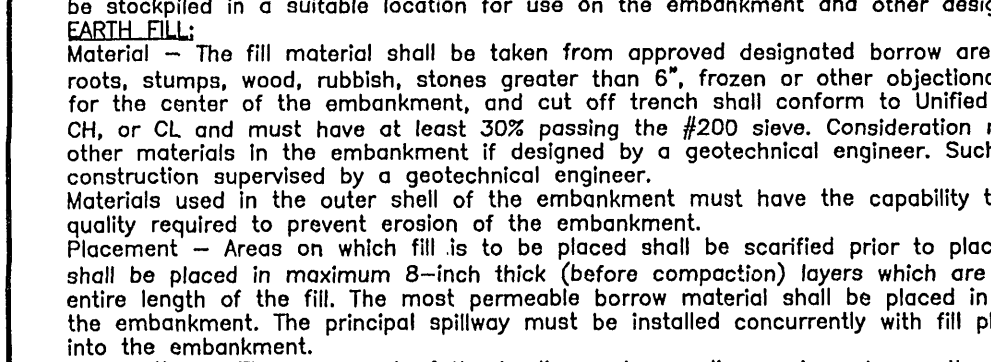 be stockpiled in a suitable location for use on the embankment and other
EARTH FILL:
Material — The fill material shall be taken from approved designated borrow
roots, stumps, wood, rubbish, stones greater than 6", frozen or other
for the center of the embankment, and cut off trench shall conform to Unified
CH, or CL and must have at least 30% passing the #200 sieve. Consideration
other materials in the embankment if designed by a geotechnical engineer. Such
construction supervised by a geotechnical engineer.
Materials used in the outer shell of the embankment must have the capability
quality required to prevent erosion of the embankment.
Placement — Areas on which fill is to be placed shall be scarified prior to
shall be placed in maximum 8-inch thick (before compaction) layers which are
entire length of the fill. The most permeable borrow material shall be placed in
the embankment. The principal spillway must be installed concurrently with fill
into the embankment.